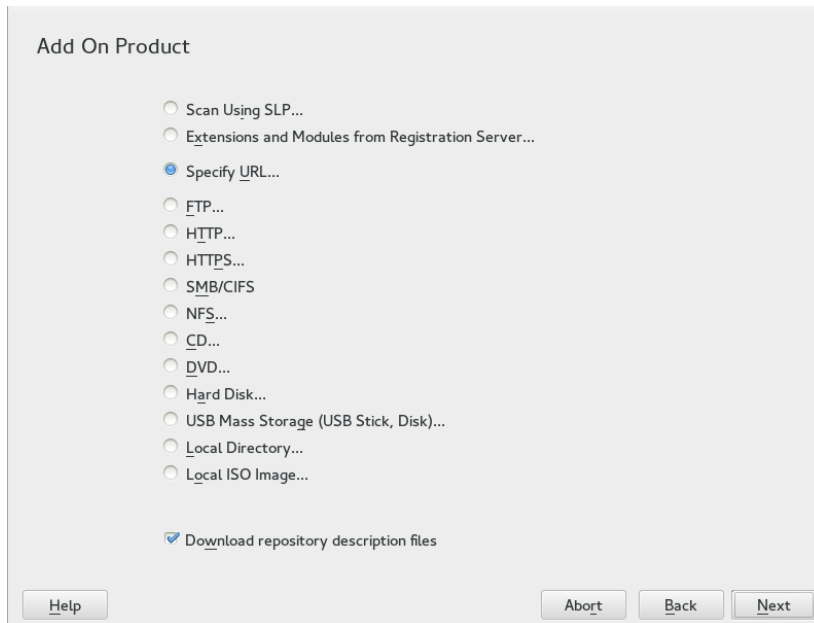 Add On Product
Scan Using SLP...
Extensions and Modules from Registration Server...
Specify URL...
FTP...
HTTP...
HTTPS...
SMB/CIFS
NFS...
CD...
DVD...
Hard Disk...
USB Mass Storage (USB Stick, Disk)...
Local Directory...
Local ISO Image...
Download repository description files
Help Abort Back Next